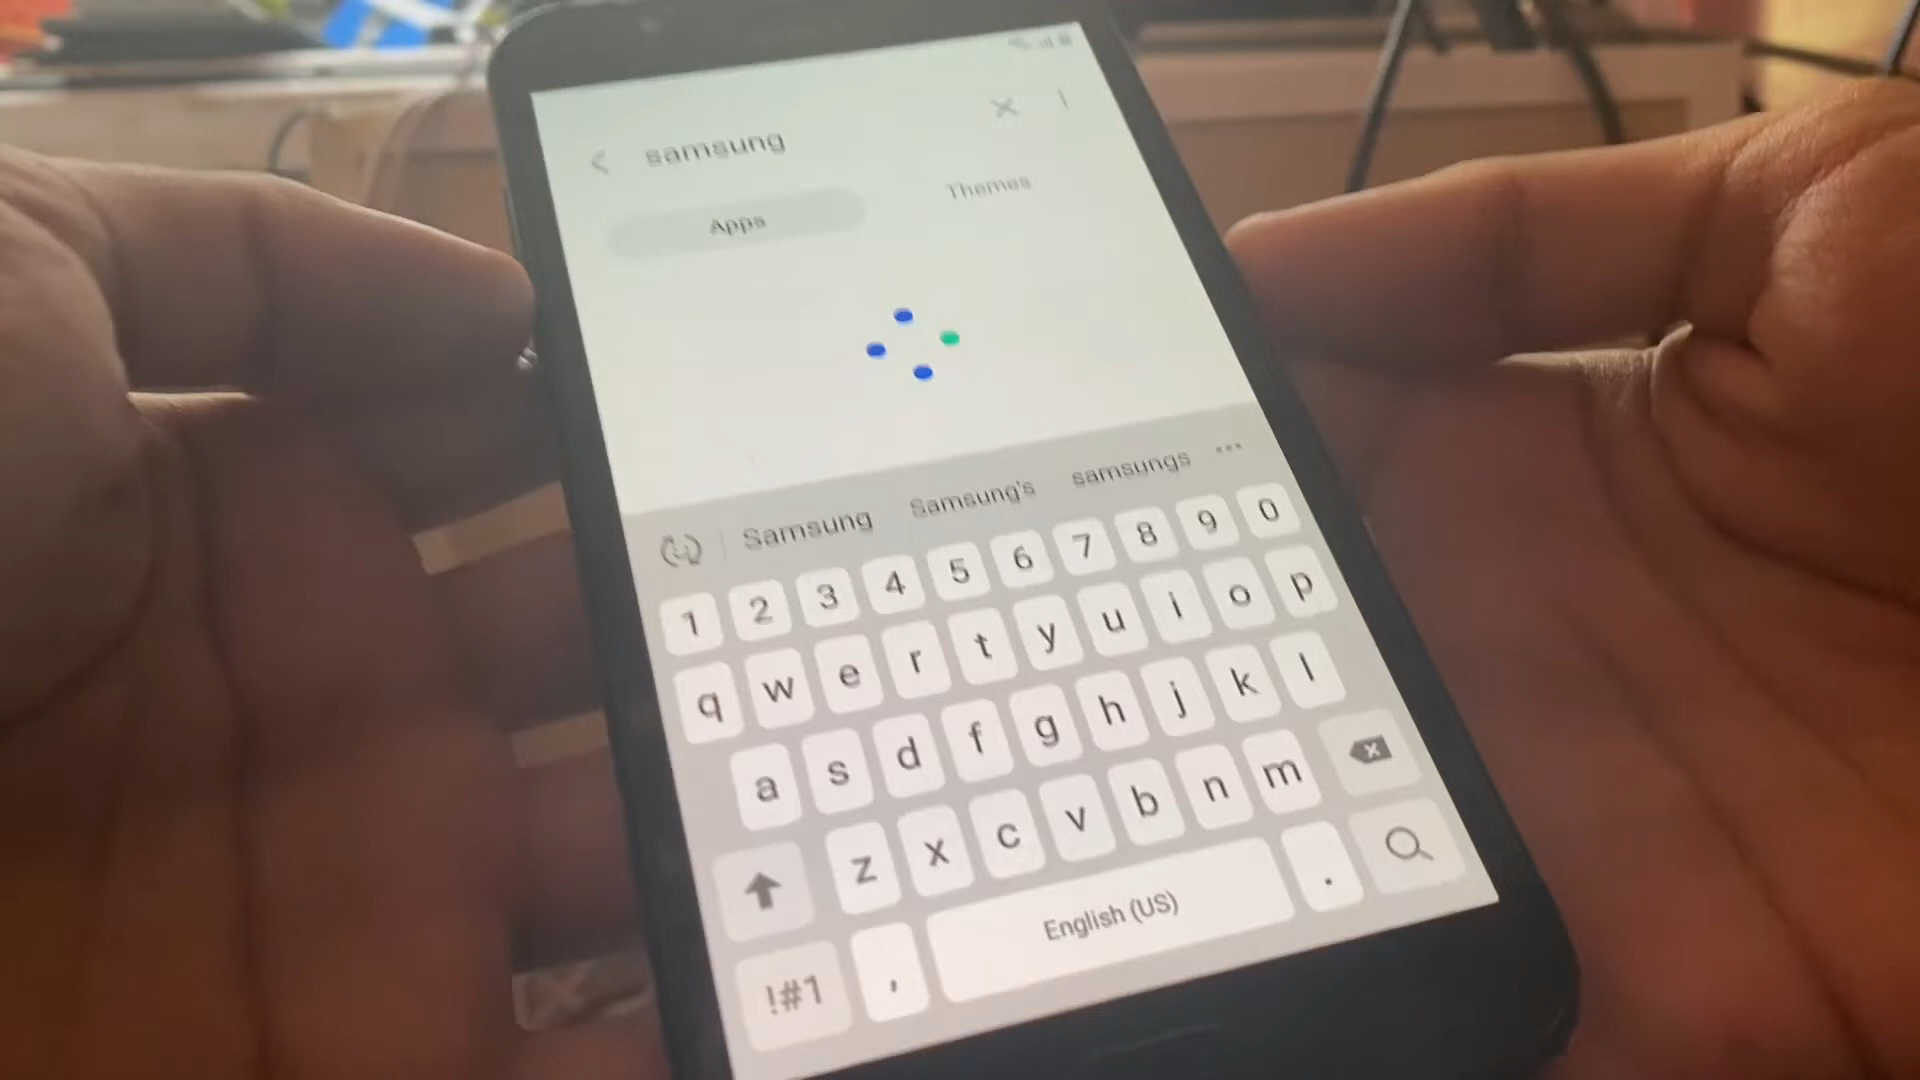 samsung
Apps Themes
Samsung Samsung's samsungs
1 2 3 4 5 6 7 8 9 0
q w e r t y u i o p
a s d f g h j k l
z x c v b n m
!#1 , English (US) .